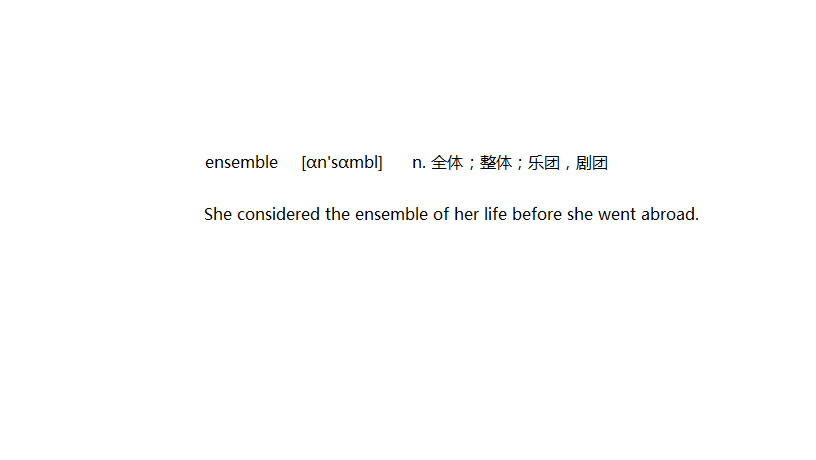 ensemble [ɑn'sɑmbl] n. 全体；整体；乐团，剧团
She considered the ensemble of her life before she went abroad.